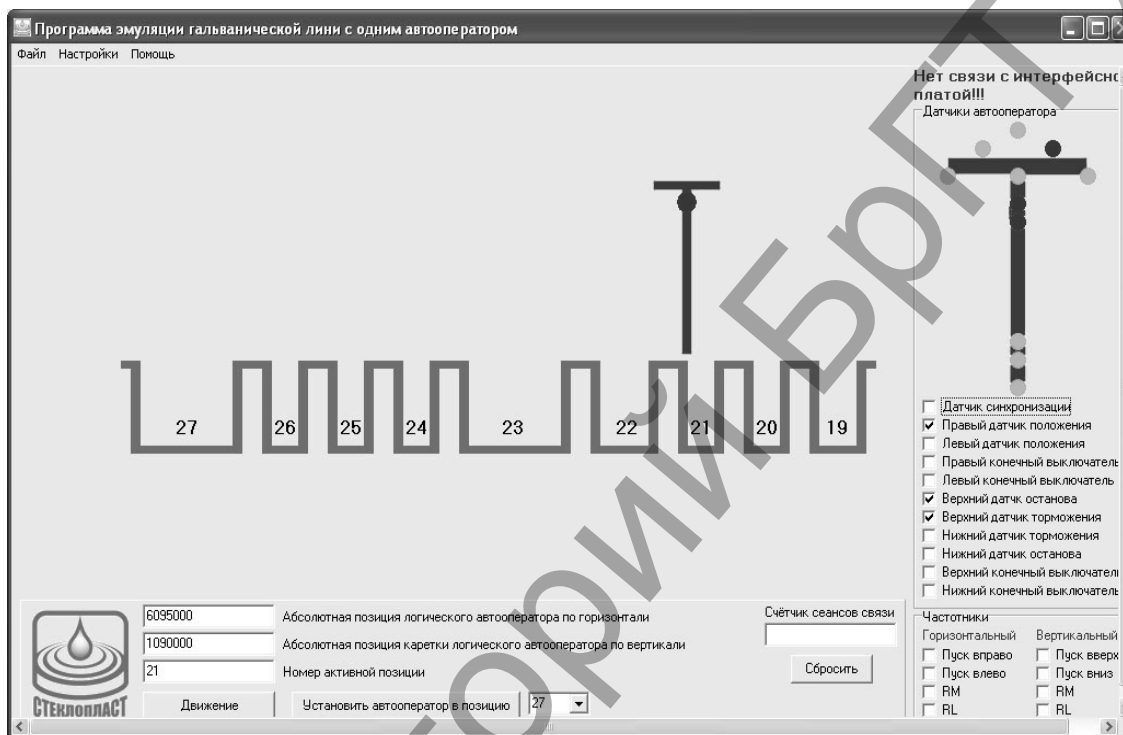 Программа эмуляции гальванической лини с одним автооператором
Файл Настройки Помощь
Нет связи с интерфейсно
платой!!!
Датчики автооператора
27 26 25 24 23 22 21 20 19
Датчик синхронизации
Правый датчик положения
Левый датчик положения
Правый конечный выключатель
Левый конечный выключатель
Верхний датчк останова
Верхний датчик торможения
Нижний датчик торможения
Нижний датчик останова
Верхний конечный выключатель
Нижний конечный выключатель
6095000 Абсолютная позиция логического автооператора по горизонтали
1090000 Абсолютная позиция каретки логического автооператора по вертикали
21 Номер активной позиции
Движение Установить автооператор в позицию 27
Счётчик сеансов связи
Сбросить
СТЕКЛОПЛАСТ
Частотники
Горизонтальный Вертикальный
Пуск вправо Пуск вверх
Пуск влево Пуск вниз
RM RM
RL RL
торий БрГТ